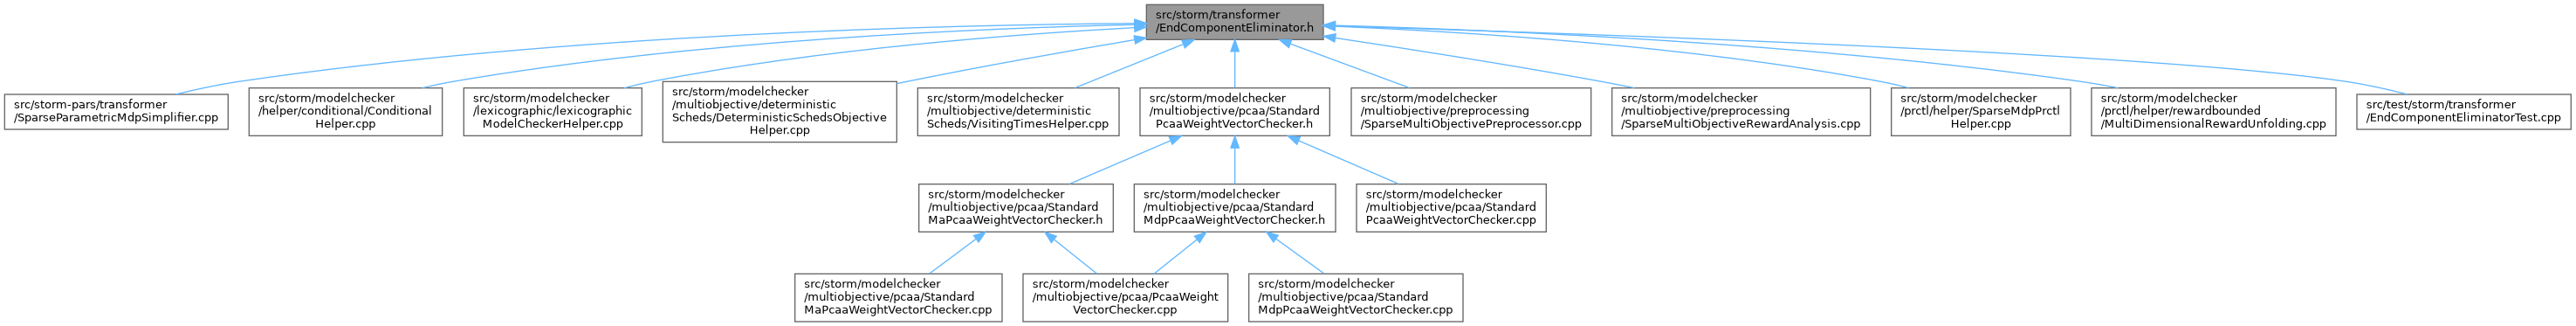 src/storm/transformer
/EndComponentEliminator.h
src/storm-pars/transformer
/SparseParametricMdpSimplifier.cpp
src/storm/modelchecker
/helper/conditional/Conditional
Helper.cpp
src/storm/modelchecker
/lexicographic/lexicographic
ModelCheckerHelper.cpp
src/storm/modelchecker
/multiobjective/deterministic
Scheds/DeterministicSchedsObjective
Helper.cpp
src/storm/modelchecker
/multiobjective/deterministic
Scheds/VisitingTimesHelper.cpp
src/storm/modelchecker
/multiobjective/pcaa/Standard
PcaaWeightVectorChecker.h
src/storm/modelchecker
/multiobjective/preprocessing
/SparseMultiObjectivePreprocessor.cpp
src/storm/modelchecker
/multiobjective/preprocessing
/SparseMultiObjectiveRewardAnalysis.cpp
src/storm/modelchecker
/prctl/helper/SparseMdpPrctl
Helper.cpp
src/storm/modelchecker
/prctl/helper/rewardbounded
/MultiDimensionalRewardUnfolding.cpp
src/test/storm/transformer
/EndComponentEliminatorTest.cpp
src/storm/modelchecker
/multiobjective/pcaa/Standard
MaPcaaWeightVectorChecker.h
src/storm/modelchecker
/multiobjective/pcaa/Standard
MdpPcaaWeightVectorChecker.h
src/storm/modelchecker
/multiobjective/pcaa/Standard
PcaaWeightVectorChecker.cpp
src/storm/modelchecker
/multiobjective/pcaa/Standard
MaPcaaWeightVectorChecker.cpp
src/storm/modelchecker
/multiobjective/pcaa/PcaaWeight
VectorChecker.cpp
src/storm/modelchecker
/multiobjective/pcaa/Standard
MdpPcaaWeightVectorChecker.cpp